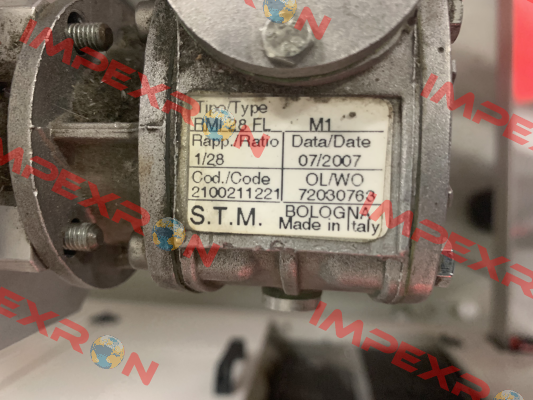 IMPEXRON
IMPEXRON
Tipo/Type
RMI 28 FL M1
Rapp./Ratio Data/Date
1/28 07/2007
Cod./Code OL/WO
2100211221 72030763
S.T.M. BOLOGNA
Made in Italy
IMPEXRON
IMPEXRON